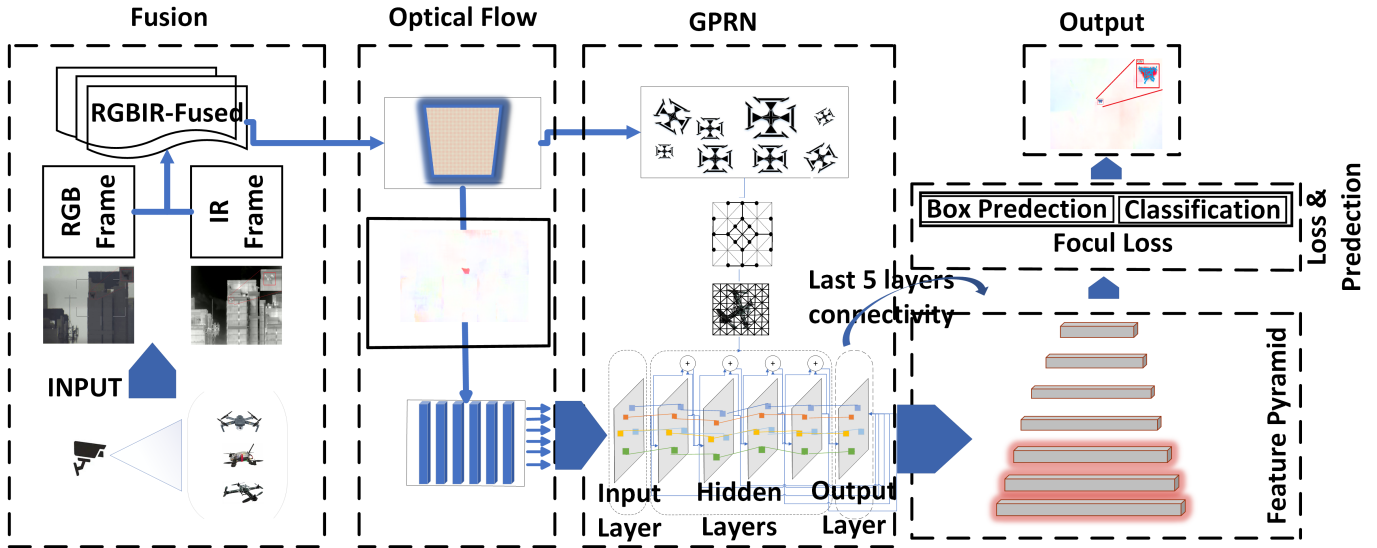 Fusion
Optical Flow
GPRN
Output
RGBIR-Fused
RGB
Frame
IR
Frame
INPUT
Last 5 layers
connectivity
Input
Layer
Hidden
Layers
Output
Layer
Box Predection
Classification
Focul Loss
Loss &
Predection
Feature Pyramid